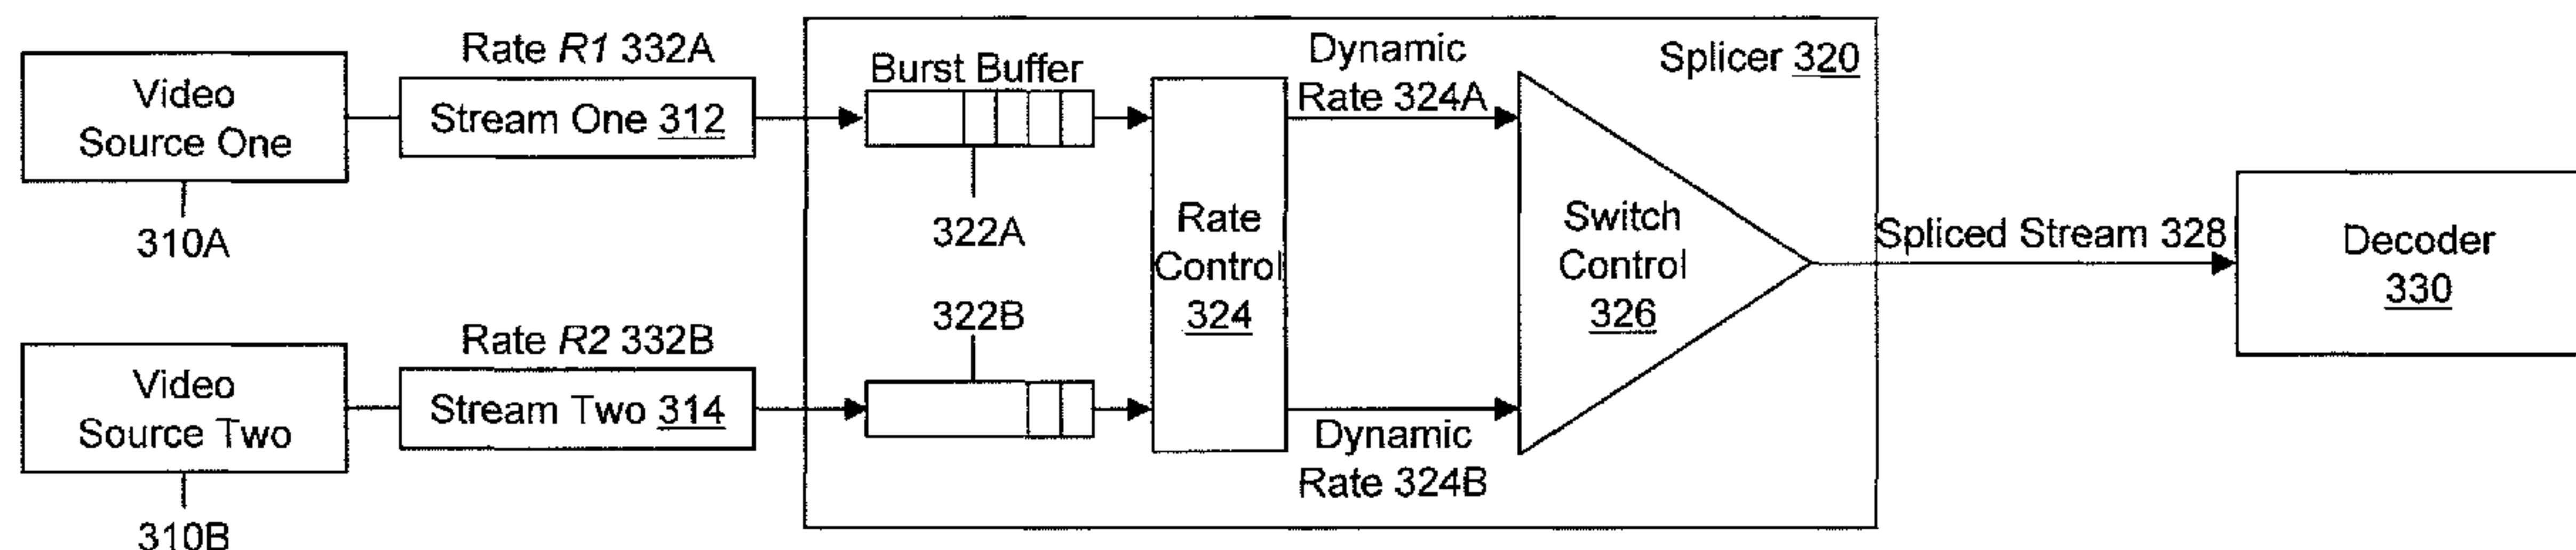 Video
Source One
310A
Rate R1 332A
Stream One 312
Video
Source Two
310B
Rate R2 332B
Stream Two 314
Splicer 320
Burst Buffer
322A
322B
Rate
Control
324
Dynamic
Rate 324A
Dynamic
Rate 324B
Switch
Control
326
Spliced Stream 328
Decoder
330